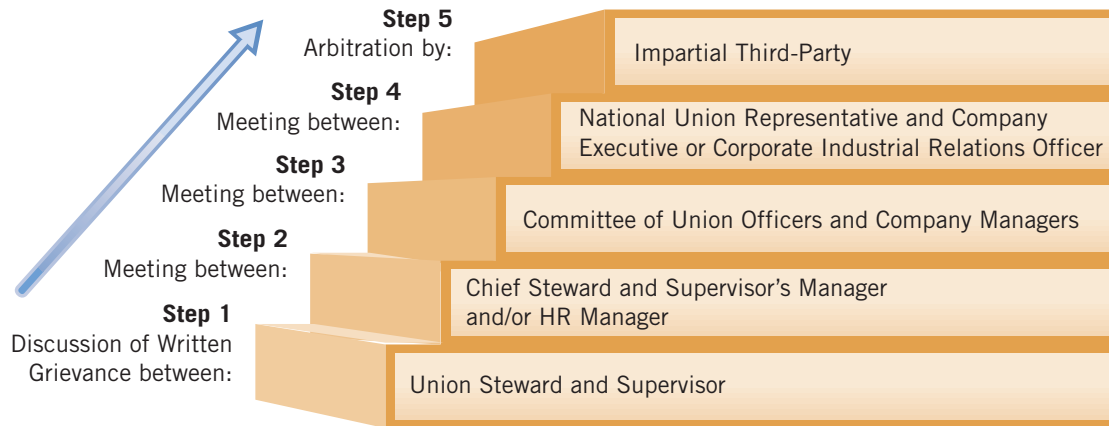 Step 5
Arbitration by:
Impartial Third-Party
Step 4
Meeting between:
National Union Representative and Company
Executive or Corporate Industrial Relations Officer
Step 3
Meeting between:
Committee of Union Officers and Company Managers
Step 2
Meeting between:
Chief Steward and Supervisor’s Manager
and/or HR Manager
Step 1
Discussion of Written
Grievance between:
Union Steward and Supervisor